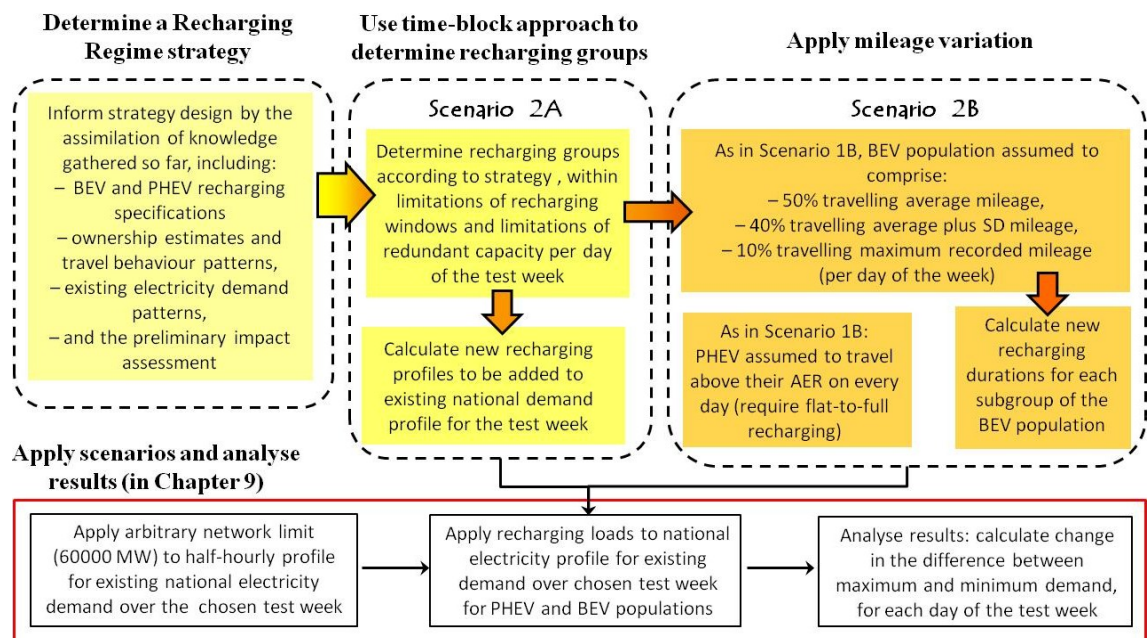 Determine a Recharging
Regime strategy
Inform strategy design by the
assimilation of knowledge
gathered so far, including:
– BEV and PHEV recharging
specifications
– ownership estimates and
travel behaviour patterns,
– existing electricity demand
patterns,
– and the preliminary impact
assessment
Use time-block approach to
determine recharging groups
Scenario 2A
Determine recharging groups
according to strategy , within
limitations of recharging
windows and limitations of
redundant capacity per day
of the test week
Calculate new recharging
profiles to be added to
existing national demand
profile for the test week
Apply mileage variation
Scenario 2B
As in Scenario 1B, BEV population assumed to
comprise:
– 50% travelling average mileage,
– 40% travelling average plus SD mileage,
– 10% travelling maximum recorded mileage
(per day of the week)
As in Scenario 1B:
PHEV assumed to travel
above their AER on every
day (require flat-to-full
recharging)
Calculate new
recharging
durations for each
subgroup of the
BEV population
Apply scenarios and analyse
results (in Chapter 9)
Apply arbitrary network limit
(60000 MW) to half-hourly profile
for existing national electricity
demand over the chosen test week
Apply recharging loads to national
electricity profile for existing
demand over chosen test week
for PHEV and BEV populations
Analyse results: calculate change
in the difference between
maximum and minimum demand,
for each day of the test week